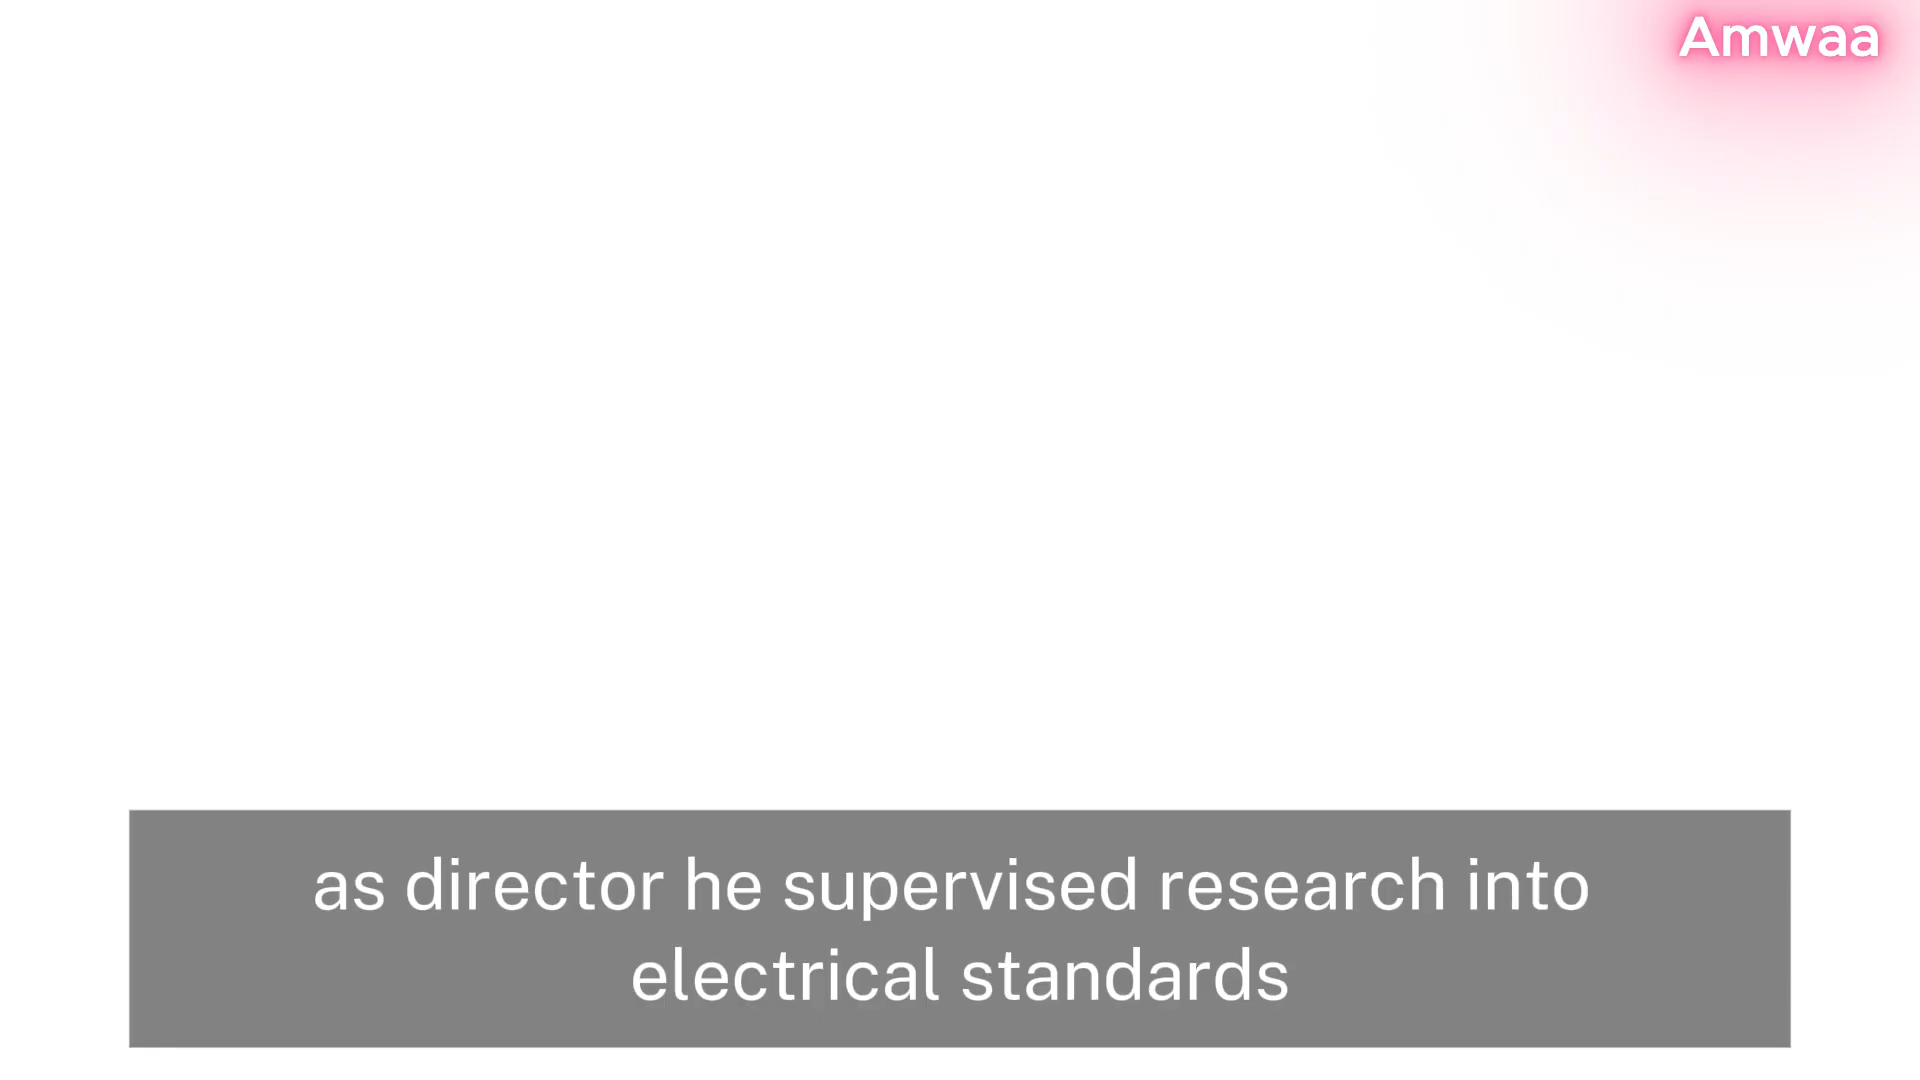 Amwaa
as director he supervised research into
electrical standards